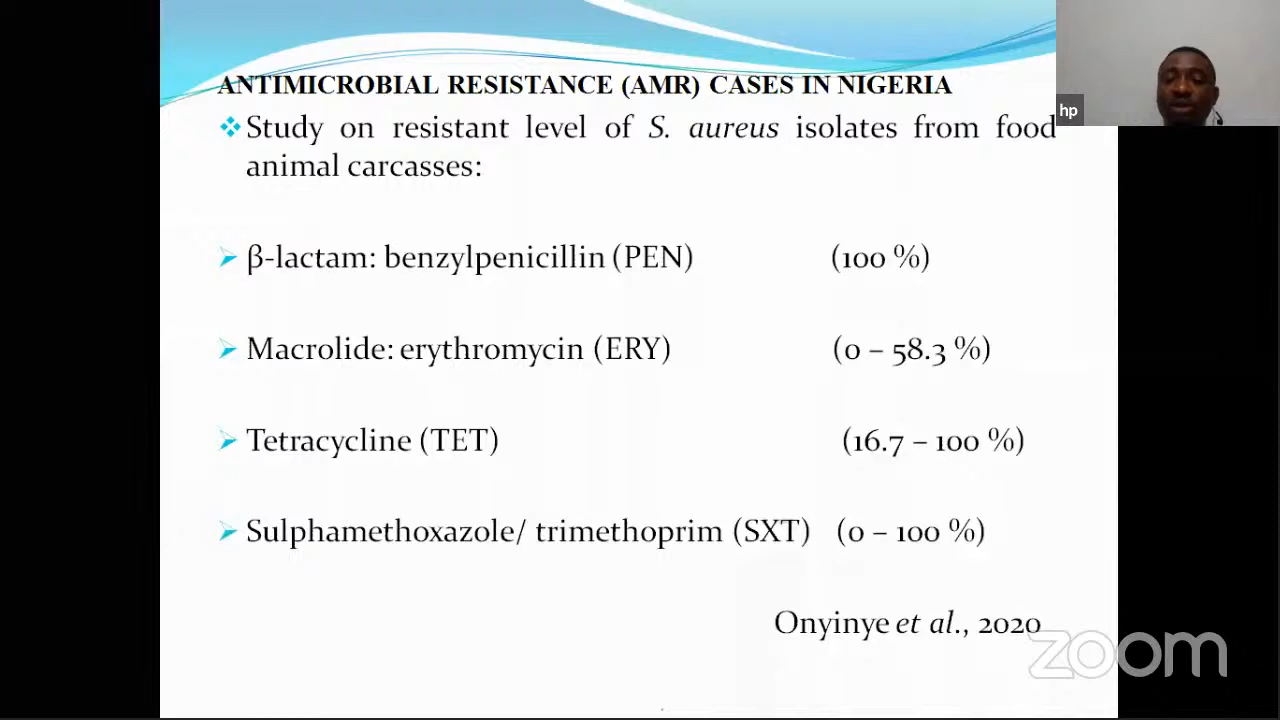 ANTIMICROBIAL RESISTANCE (AMR) CASES IN NIGERIA
Study on resistant level of S. aureus isolates from food
animal carcasses:
β-lactam: benzylpenicillin (PEN) (100 %)
Macrolide: erythromycin (ERY) (0 – 58.3 %)
Tetracycline (TET) (16.7 – 100 %)
Sulphamethoxazole/ trimethoprim (SXT) (0 – 100 %)
Onyinye et al., 2020
hp
zoom